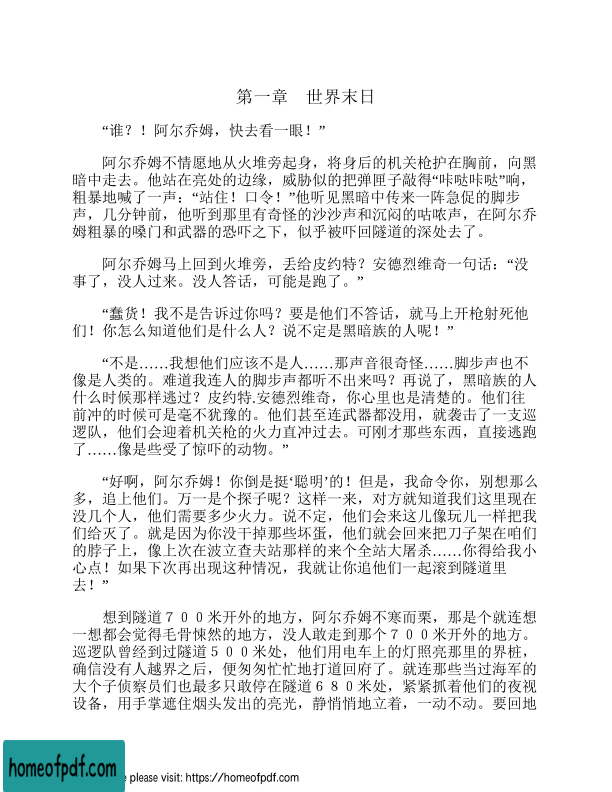 第一章　世界末日
“谁？！阿尔乔姆，快去看一眼！”
阿尔乔姆不情愿地从火堆旁起身，将身后的机关枪护在胸前，向黑
暗中走去。他站在亮处的边缘，威胁似的把弹匣子敲得“咔哒咔哒”响，
粗暴地喊了一声：“站住！口令！”他听见黑暗中传来一阵急促的脚步
声，几分钟前，他听到那里有奇怪的沙沙声和沉闷的咕哝声，在阿尔乔
姆粗暴的嗓门和武器的恐吓之下，似乎被吓回隧道的深处去了。
阿尔乔姆马上回到火堆旁，丢给皮约特？安德烈维奇一句话：“没
事了，没人过来。没人答话，可能是跑了。”
“蠢货！我不是告诉过你吗？要是他们不答话，就马上开枪射死他
们！你怎么知道他们是什么人？说不定是黑暗族的人呢！”
“不是……我想他们应该不是人……那声音很奇怪……脚步声也不
像是人类的。难道我连人的脚步声都听不出来吗？再说了，黑暗族的人
什么时候那样逃过？皮约特.安德烈维奇，你心里也是清楚的。他们往
前冲的时候可是毫不犹豫的。他们甚至连武器都没用，就袭击了一支巡
逻队，他们会迎着机关枪的火力直冲过去。可刚才那些东西，直接逃跑
了……像是些受了惊吓的动物。”
“好啊，阿尔乔姆！你倒是挺‘聪明’的！但是，我命令你，别想那么
多，追上他们。万一是个探子呢？这样一来，对方就知道我们这里现在
没几个人，他们需要多少火力。说不定，他们会来这儿像玩儿一样把我
们给灭了。就是因为你没干掉那些坏蛋，他们就会回来把刀子架在咱们
的脖子上，像上次在波立查夫站那样的来个全站大屠杀……你得给我小
心点！如果下次再出现这种情况，我就让你追他们一起滚到隧道里
去！”
想到隧道７００米开外的地方，阿尔乔姆不寒而栗，那是个就连想
一想都会觉得毛骨悚然的地方，没人敢走到那个７００米开外的地方。
巡逻队曾经到过隧道５００米处，他们用电车上的灯照亮那里的界桩，
确信没有人越界之后，便匆匆忙忙地打道回府了。就连那些当过海军的
大个子侦察员们也最多只敢停在隧道６８０米处，紧紧抓着他们的夜视
设备，用手掌遮住烟头发出的亮光，静悄悄地立着，一动不动。要回地
homeofpdf.com
e please visit: https://homeofpdf.com